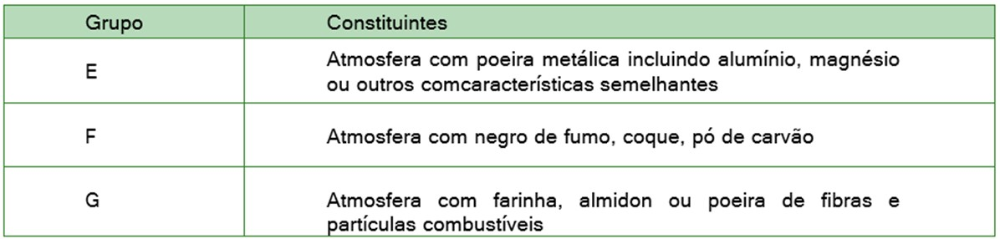 Grupo Constituintes
E Atmosfera com poeira metálica incluindo alumínio, magnésio
ou outros comcaracterísticas semelhantes
F Atmosfera com negro de fumo, coque, pó de carvão
G Atmosfera com farinha, almidon ou poeira de fibras e
partículas combustíveis